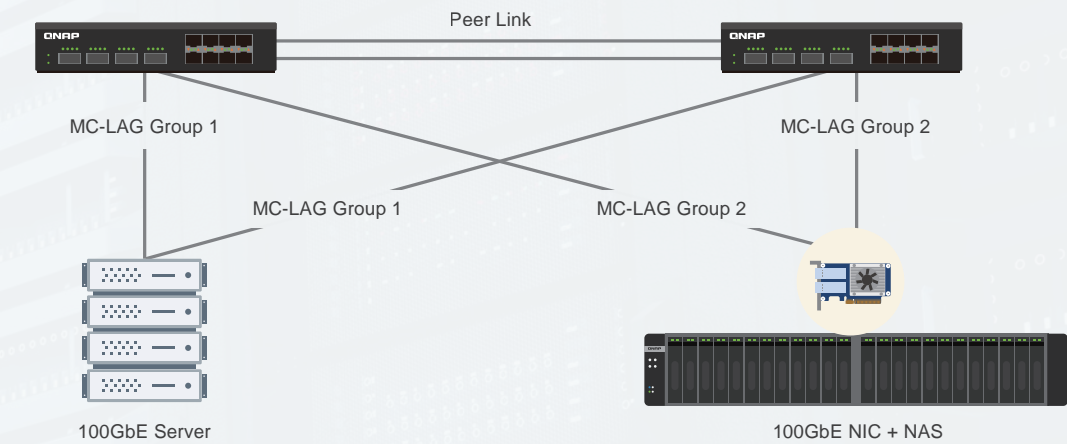 Peer Link
QNAP
QNAP
MC-LAG Group 1
MC-LAG Group 2
MC-LAG Group 1
MC-LAG Group 2
QNAP
100GbE Server
100GbE NIC + NAS